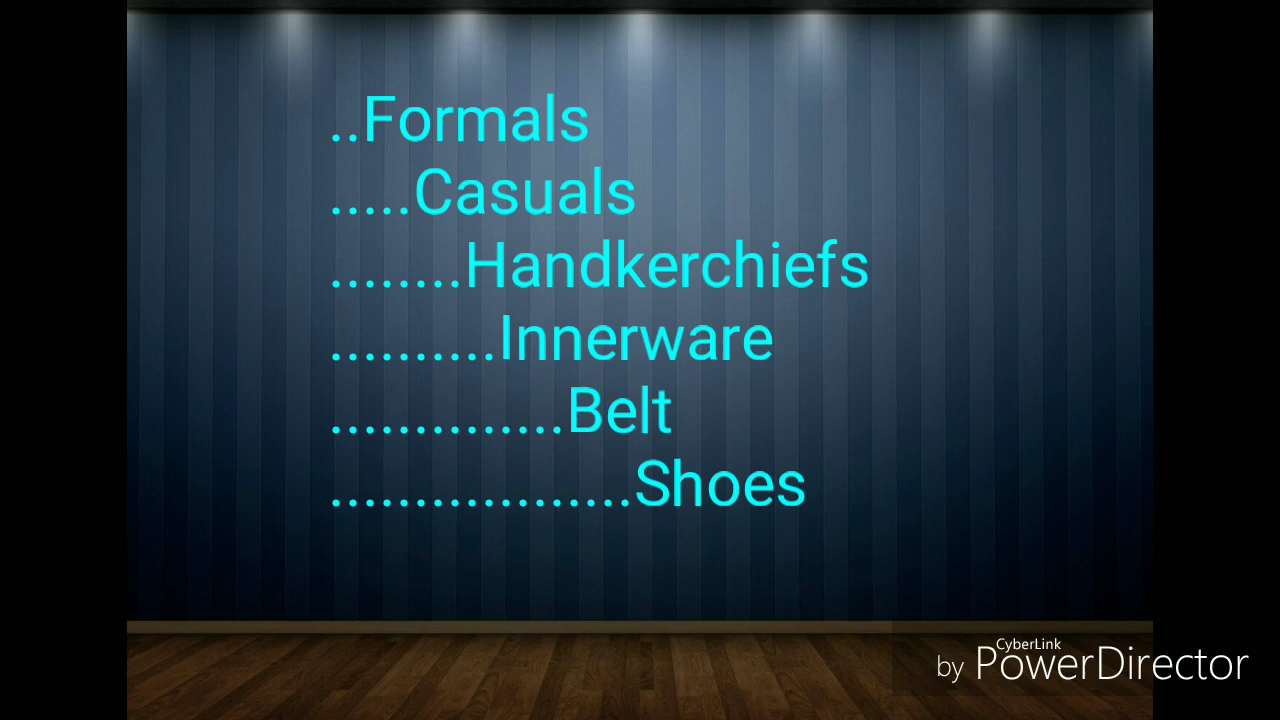 ..Formals
.....Casuals
........Handkerchiefs
..........Innerware
..............Belt
..................Shoes
CyberLink
by PowerDirector